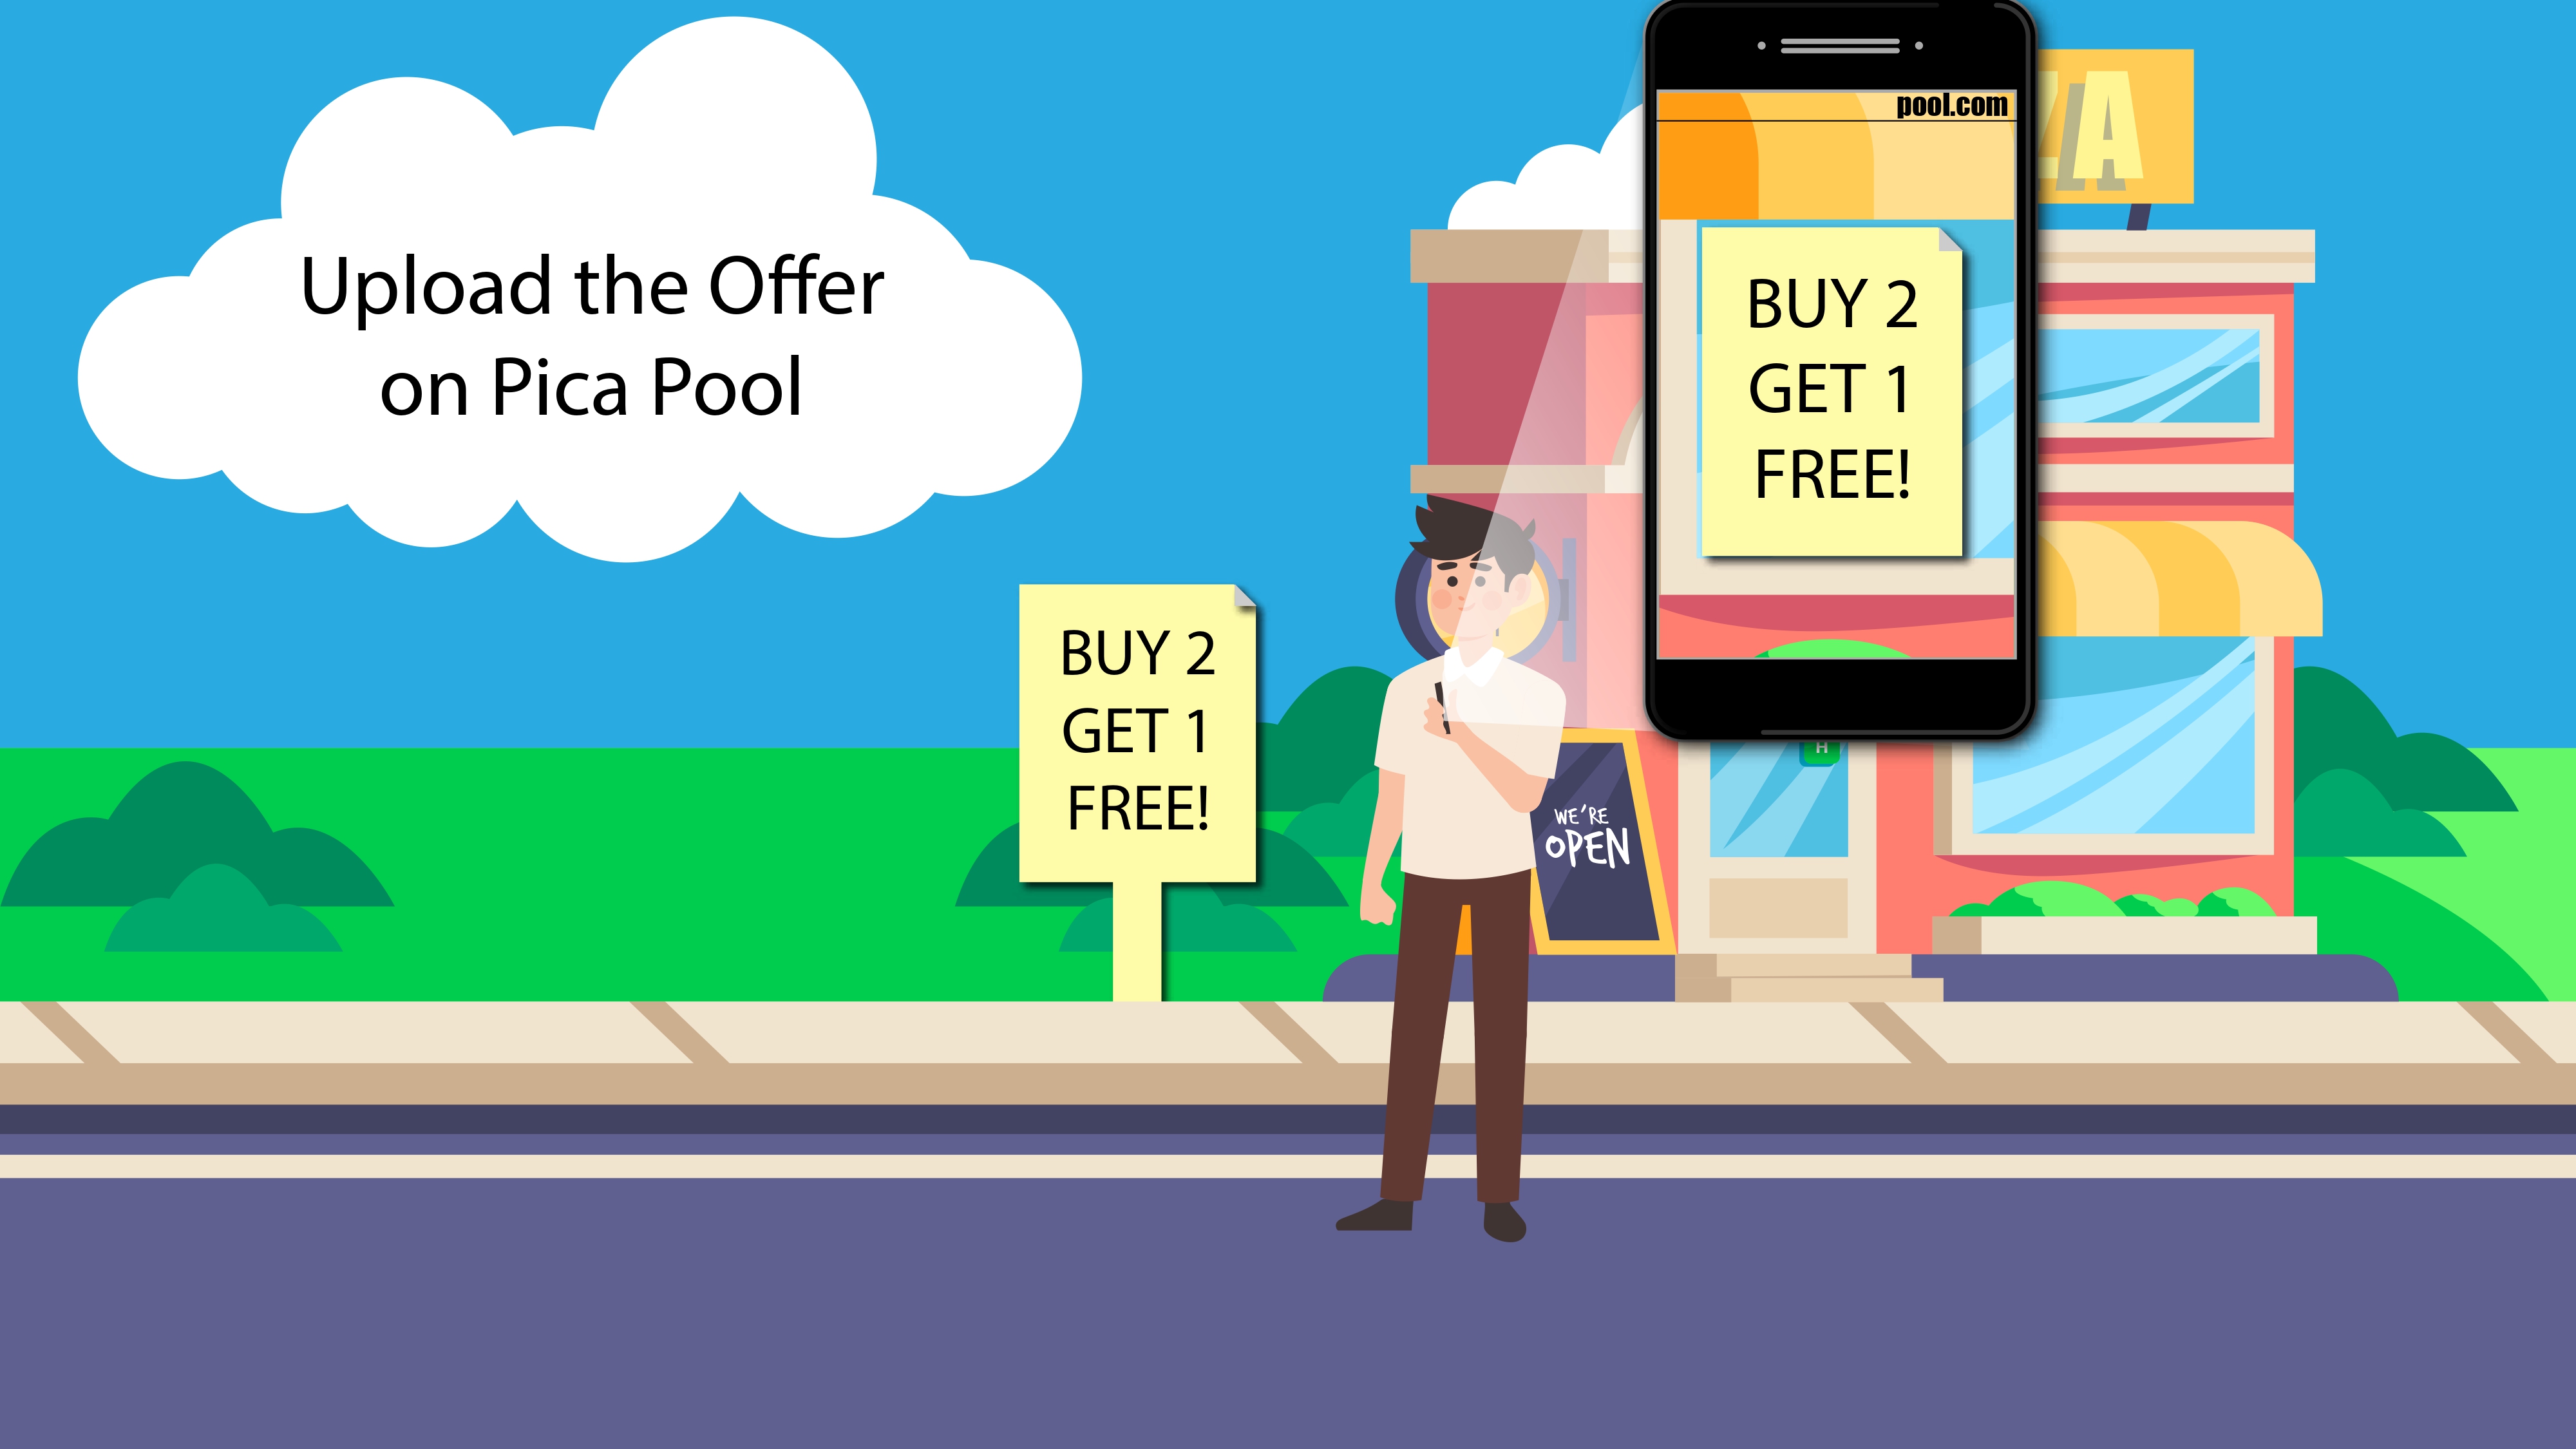 Upload the Offer
on Pica Pool
pool.com
BUY 2
GET 1
FREE!
BUY 2
GET 1
FREE!
WE'RE
OPEN